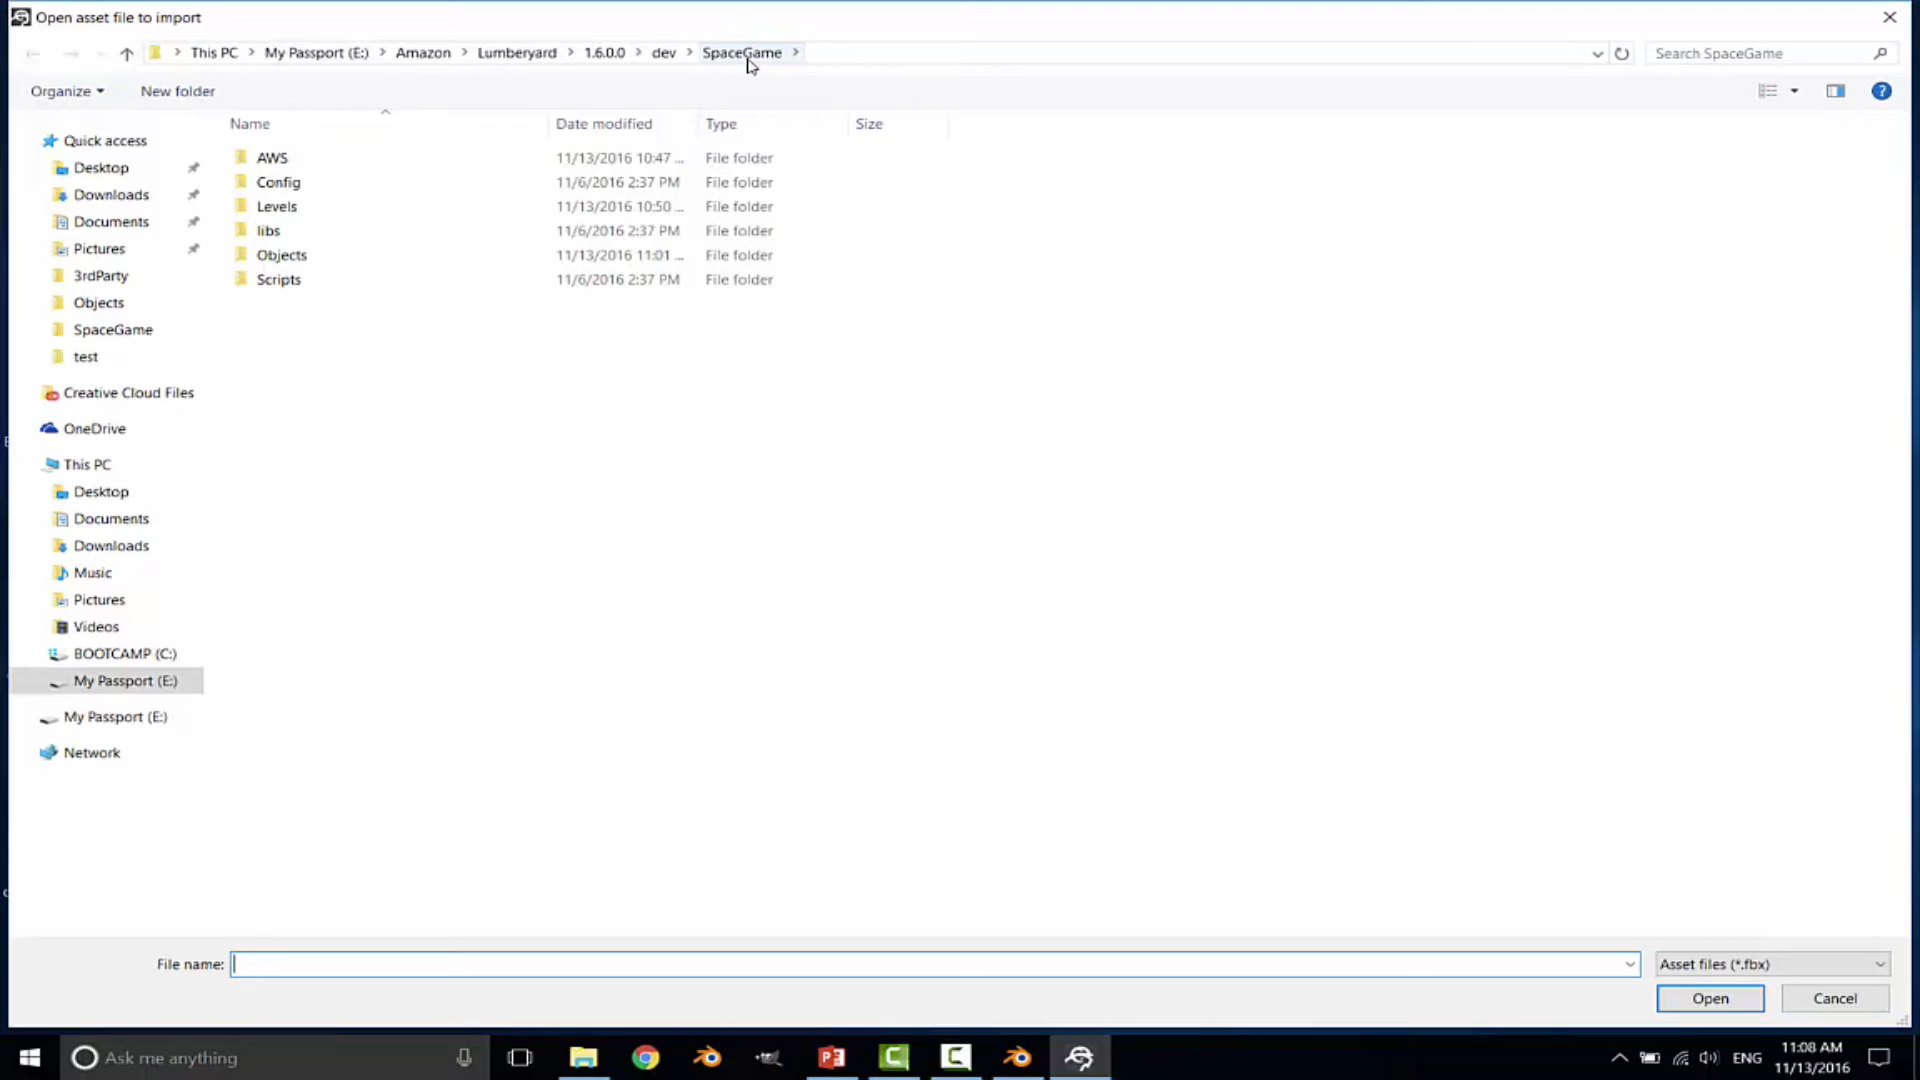 Open asset file to import
This PC > My Passport (E:) > Amazon > Lumberyard > 1.6.0.0 > dev > SpaceGame >
Search SpaceGame
Organize
New folder
Name Date modified Type Size
AWS 11/13/2016 10:47 ... File folder
Config 11/6/2016 2:37 PM File folder
Levels 11/13/2016 10:50 ... File folder
libs 11/6/2016 2:37 PM File folder
Objects 11/13/2016 11:01 ... File folder
Scripts 11/6/2016 2:37 PM File folder
Quick access
Desktop
Downloads
Documents
Pictures
3rdParty
Objects
SpaceGame
test
Creative Cloud Files
OneDrive
This PC
Desktop
Documents
Downloads
Music
Pictures
Videos
BOOTCAMP (C:)
My Passport (E:)
My Passport (E:)
Network
File name:
Asset files (*.fbx)
Open
Cancel
Ask me anything
ENG
11:08 AM
11/13/2016